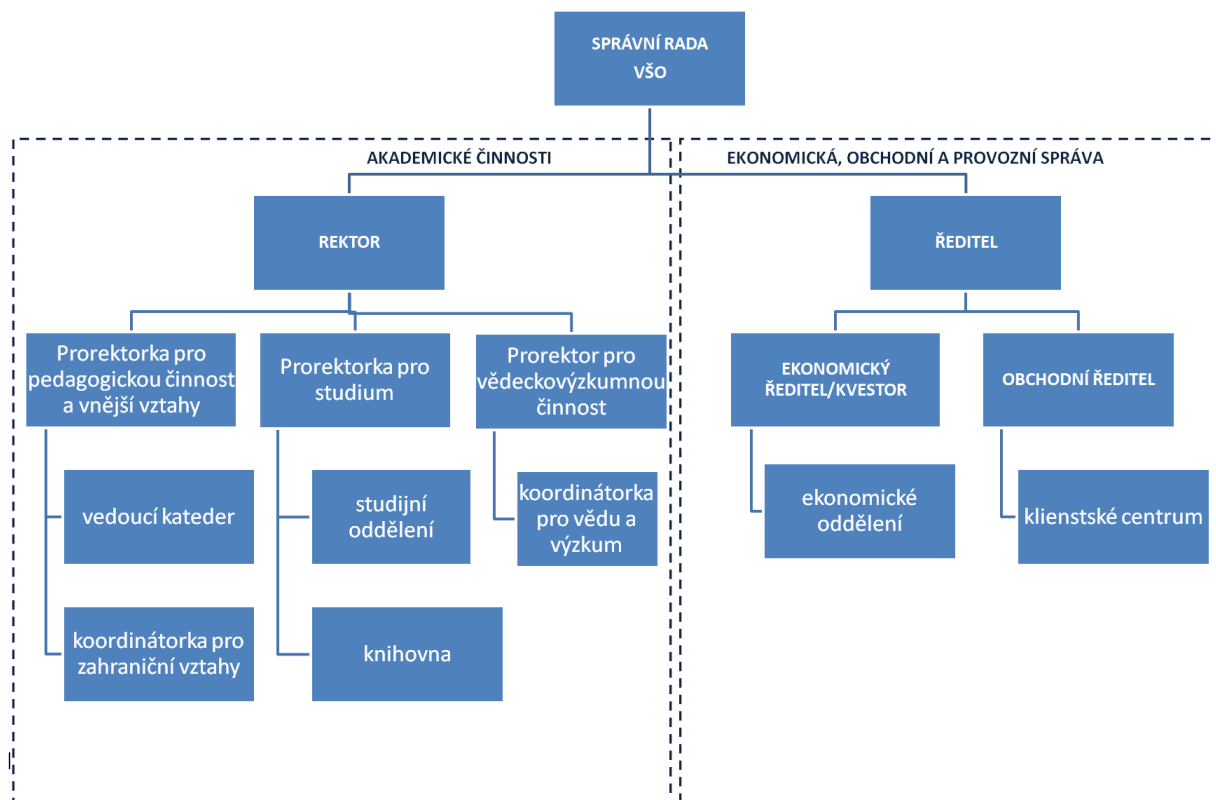 SPRÁVNÍ RADA
VŠO
AKADEMICKÉ ČINNOSTI
EKONOMICKÁ, OBCHODNÍ A PROVOZNÍ SPRÁVA
REKTOR
ŘEDITEL
Prorektorka pro
pedagogickou činnost
a vnější vztahy
Prorektorka pro
studium
Prorektor pro
vědeckovýzkumnou
činnost
EKONOMICKÝ
ŘEDITEL/KVESTOR
OBCHODNÍ ŘEDITEL
vedoucí kateder
studijní
oddělení
koordinátorka
pro vědu a
výzkum
ekonomické
oddělení
klienstské centrum
koordinátorka pro
zahraniční vztahy
knihovna